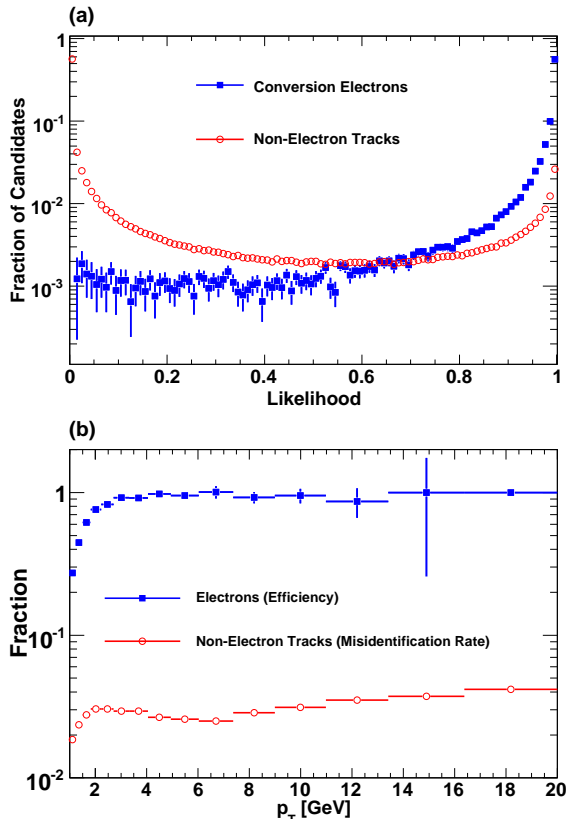 (a)
Fraction of Candidates
1
10-1
10-2
10-3
Conversion Electrons
Non-Electron Tracks
0 0.2 0.4 0.6 0.8 1
Likelihood
(b)
Fraction
1
10-1
10-2
Electrons (Efficiency)
Non-Electron Tracks (Misidentification Rate)
2 4 6 8 10 12 14 16 18 20
pT [GeV]